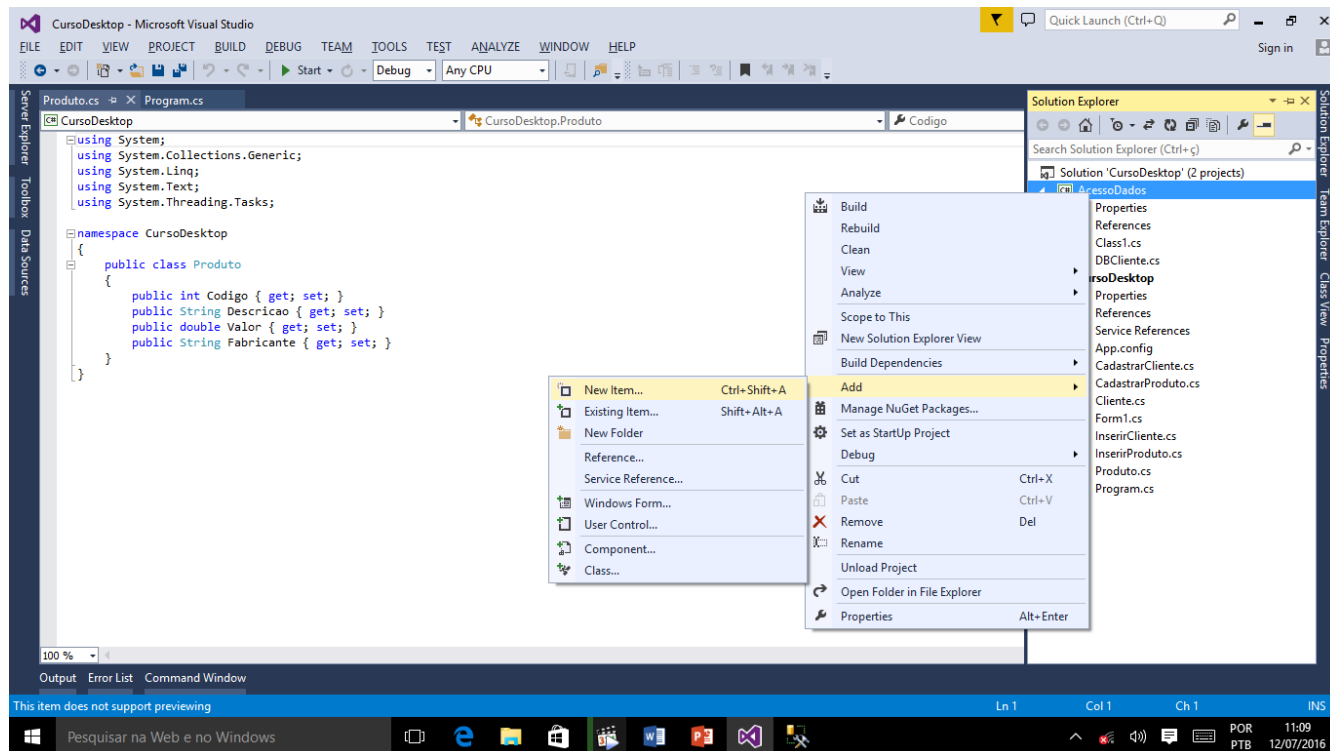 CursoDesktop - Microsoft Visual Studio
Quick Launch (Ctrl+Q)
FILE EDIT VIEW PROJECT BUILD DEBUG TEAM TOOLS TEST ANALYZE WINDOW HELP
Sign in
Start
Debug
Any CPU
Server Explorer
Toolbox
Data Sources
Produto.cs
Program.cs
CursoDesktop
CursoDesktop.Produto
Codigo
using System;
using System.Collections.Generic;
using System.Linq;
using System.Text;
using System.Threading.Tasks;
namespace CursoDesktop
{
public class Produto
{
public int Codigo { get; set; }
public String Descricao { get; set; }
public double Valor { get; set; }
public String Fabricante { get; set; }
}
}
100 %
New Item... Ctrl+Shift+A
Existing Item... Shift+Alt+A
New Folder
Reference...
Service Reference...
Windows Form...
User Control...
Component...
Class...
Build
Rebuild
Clean
View
Analyze
Scope to This
New Solution Explorer View
Build Dependencies
Add
Manage NuGet Packages...
Set as StartUp Project
Debug
Cut Ctrl+X
Paste Ctrl+V
Remove Del
Rename
Unload Project
Open Folder in File Explorer
Properties Alt+Enter
Solution Explorer
Search Solution Explorer (Ctrl+ç)
Solution 'CursoDesktop' (2 projects)
C# AcessoDados
Properties
References
Class1.cs
DBCliente.cs
rsoDesktop
Properties
References
Service References
App.config
CadastrarCliente.cs
CadastrarProduto.cs
Cliente.cs
Form1.cs
InserirCliente.cs
InserirProduto.cs
Produto.cs
Program.cs
Solution Explorer
Team Explorer
Class View
Properties
Output Error List Command Window
This item does not support previewing
Ln 1 Col 1 Ch 1 INS
Pesquisar na Web e no Windows
POR
PTB
11:09
12/07/2016